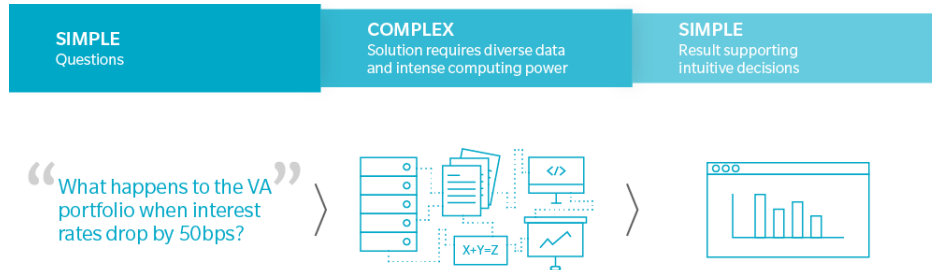 SIMPLE
Questions
COMPLEX
Solution requires diverse data
and intense computing power
SIMPLE
Result supporting
intuitive decisions
“What happens to the VA”
portfolio when interest
rates drop by 50bps?
</>
X+Y=Z